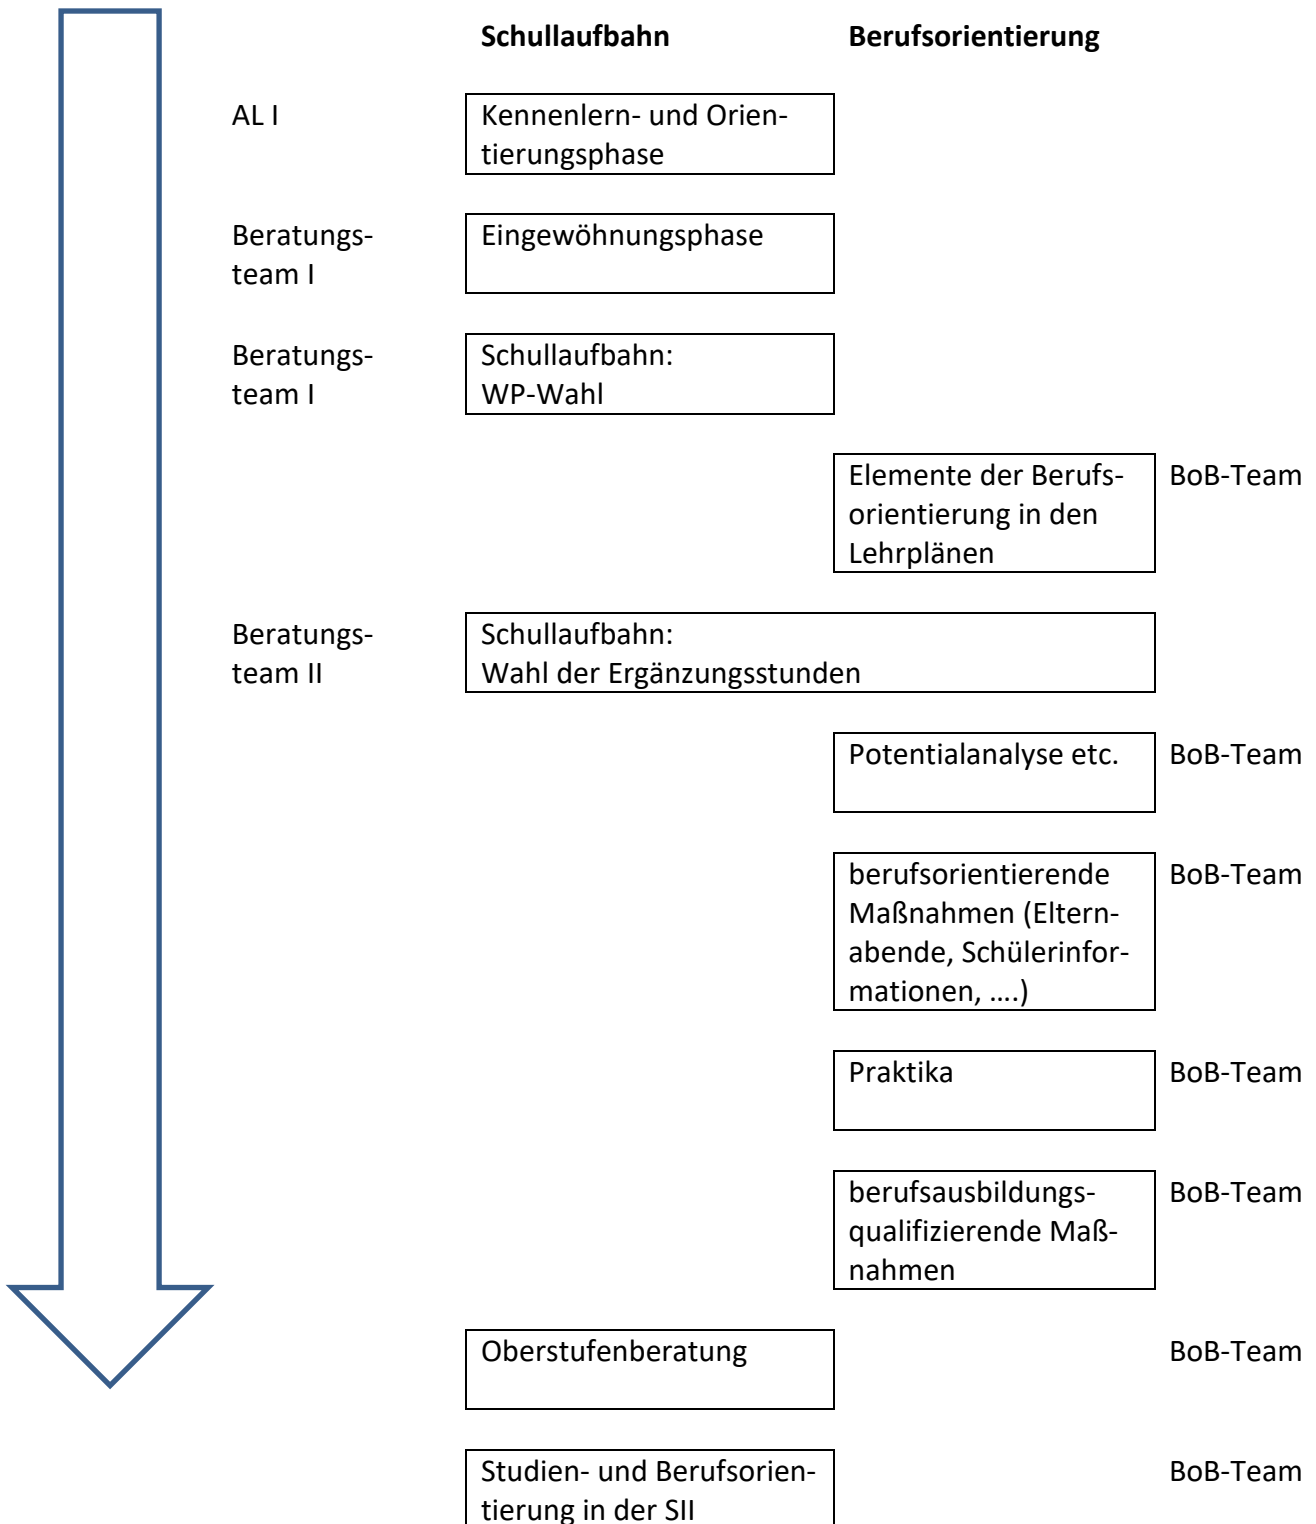 Schullaufbahn Berufsorientierung
AL I Kennenlern- und Orien-
tierungsphase
Beratungs- Eingewöhnungsphase
team I
Beratungs- Schullaufbahn:
team I WP-Wahl
Elemente der Berufs- BoB-Team
orientierung in den
Lehrplänen
Beratungs- Schullaufbahn:
team II Wahl der Ergänzungsstunden
Potentialanalyse etc. BoB-Team
berufsorientierende BoB-Team
Maßnahmen (Eltern-
abende, Schülerinfor-
mationen, ….)
Praktika BoB-Team
berufsausbildungs- BoB-Team
qualifizierende Maß-
nahmen
Oberstufenberatung BoB-Team
Studien- und Berufsorien- BoB-Team
tierung in der SII